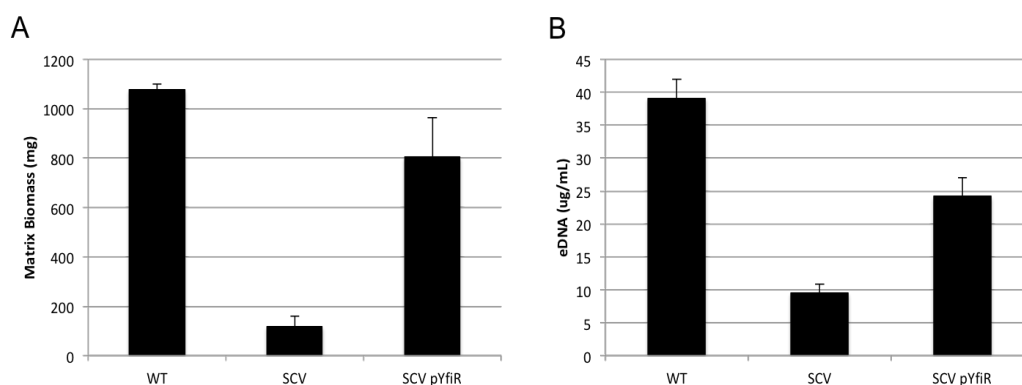 A
Matrix Biomass (mg)
1200
1000
800
600
400
200
0
WT
SCV
SCV pYfiR
B
eDNA (ug/mL)
45
40
35
30
25
20
15
10
5
0
WT
SCV
SCV pYfiR